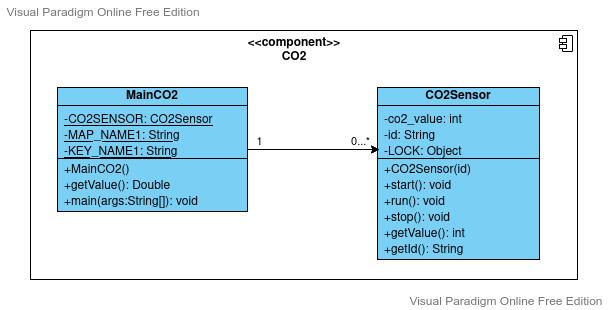 Visual Paradigm Online Free Edition
<<component>>
CO2
MainCO2
-CO2SENSOR: CO2Sensor
-MAP_NAME1: String
-KEY_NAME1: String
+MainCO2()
+getValue(): Double
+main(args:String[]): void
1
0...*
CO2Sensor
-co2_value: int
-id: String
-LOCK: Object
+CO2Sensor(id)
+start(): void
+run(): void
+stop(): void
+getValue(): int
+getId(): String
Visual Paradigm Online Free Edition